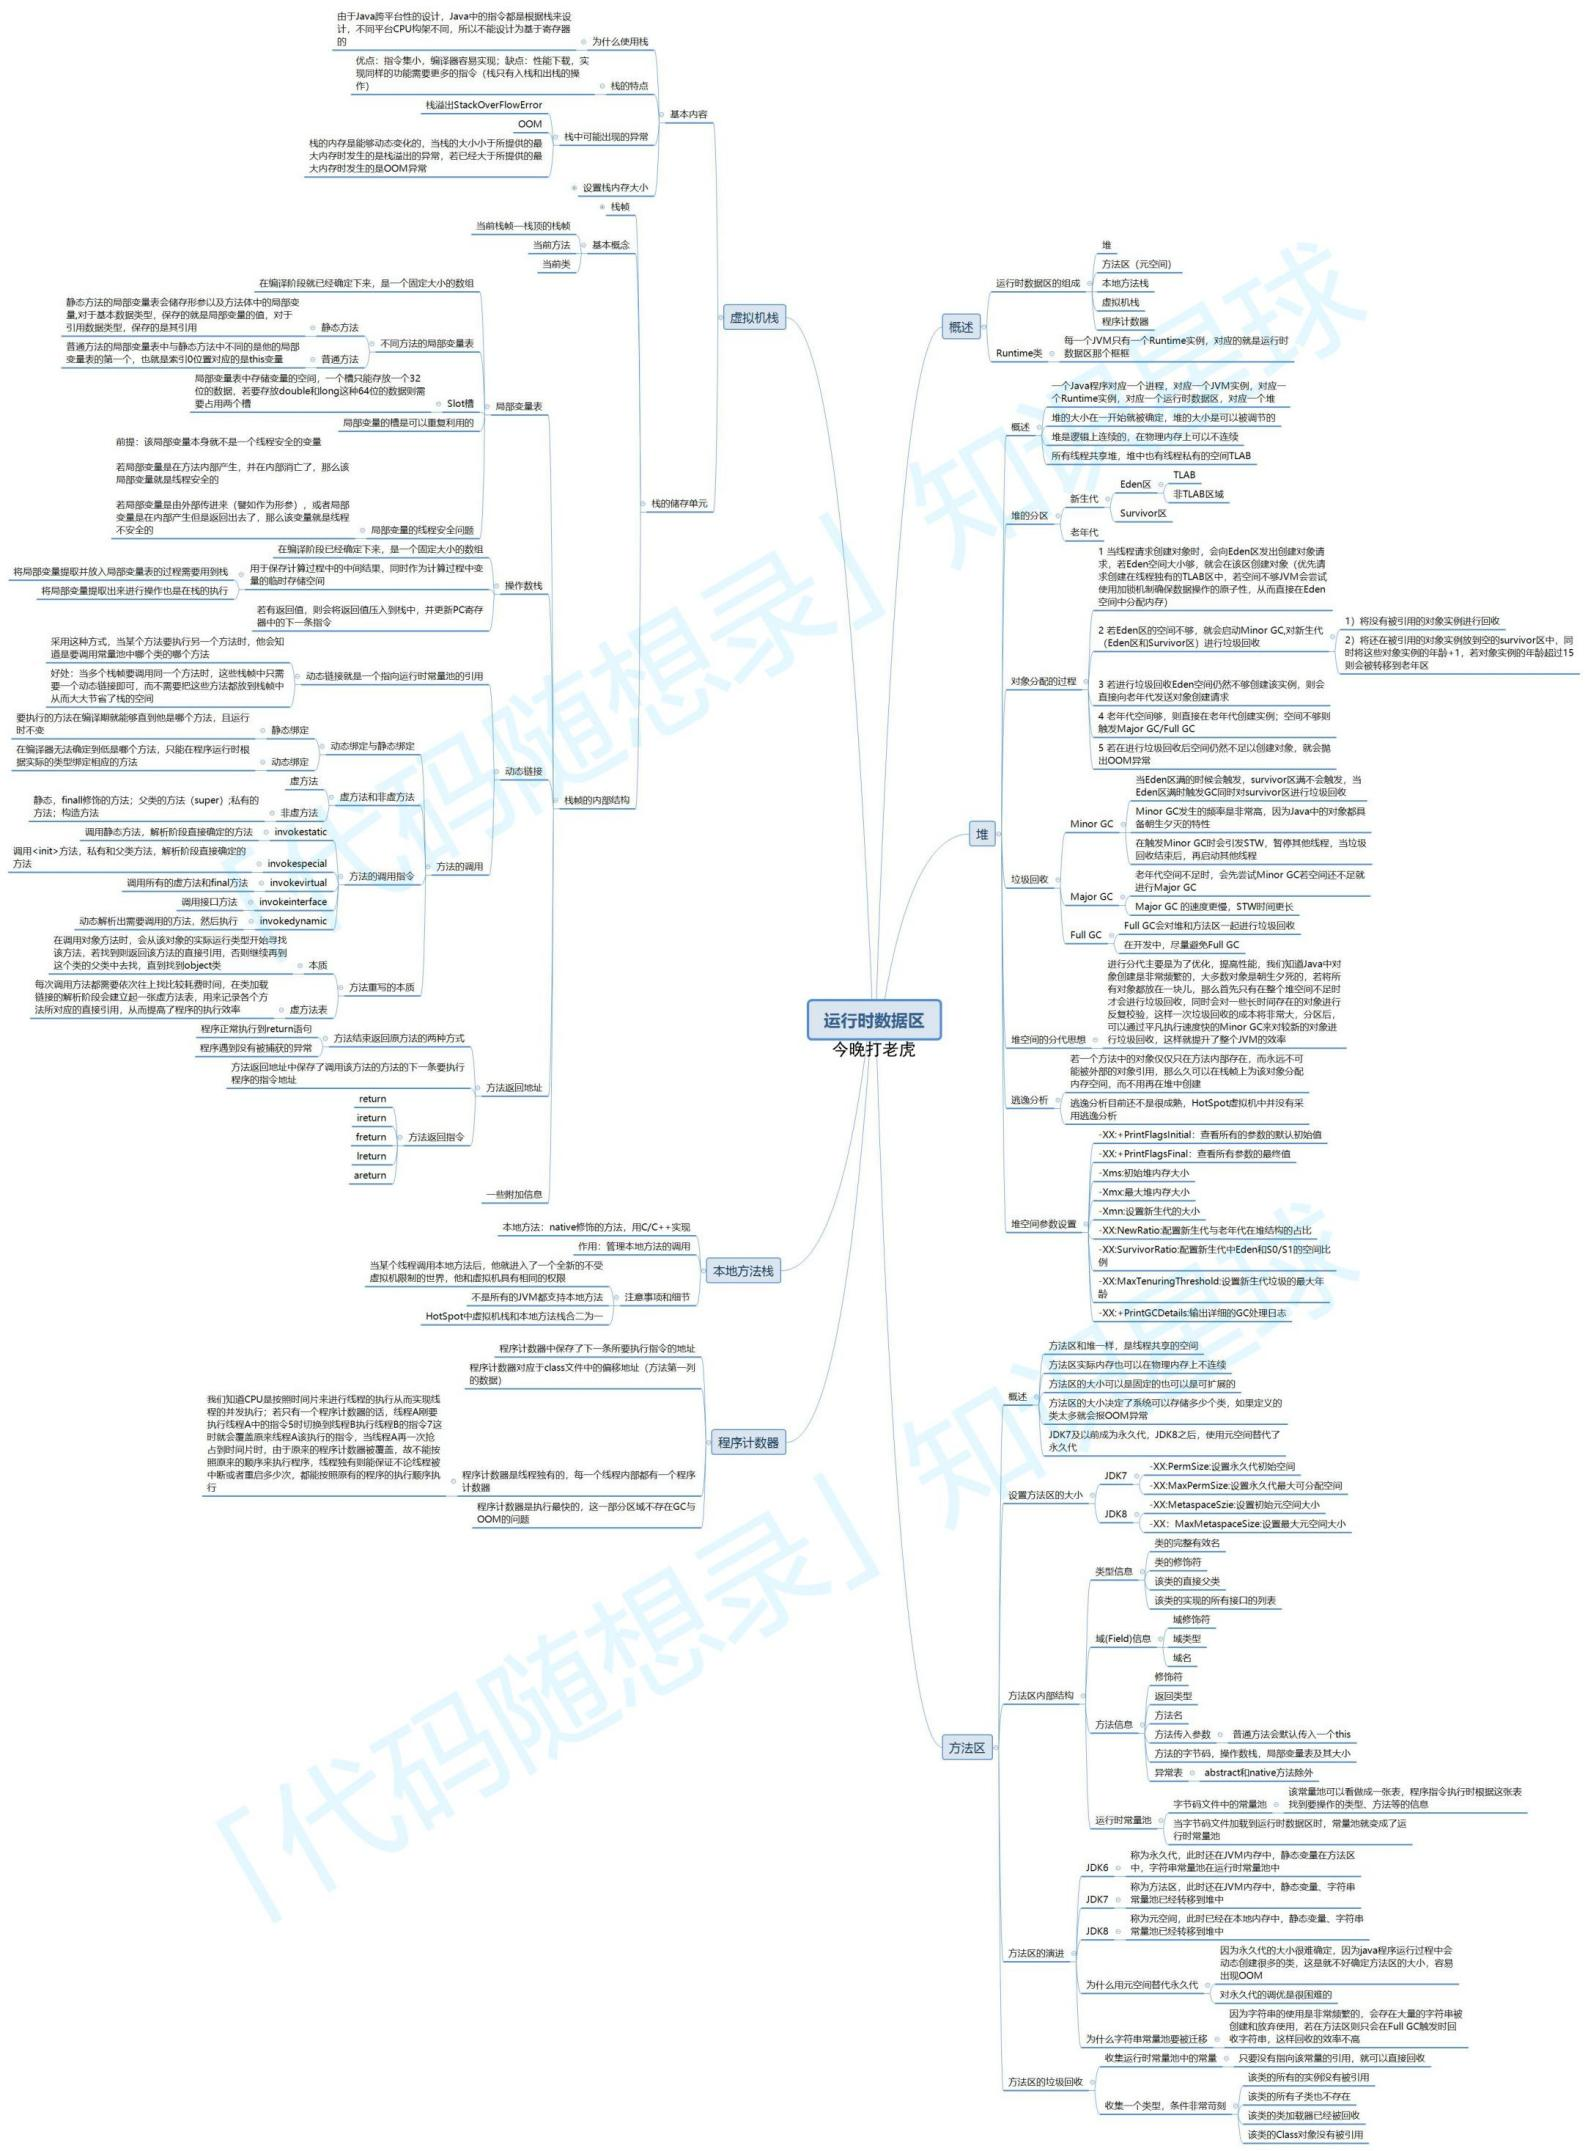 运行时数据区
今晚打老虎
概述
运行时数据区的组成
堆
方法区（元空间）
本地方法栈
虚拟机栈
程序计数器
Runtime类
每一个JVM只有一个Runtime实例，对应的就是运行时
数据区那个框框
堆
概述
一个Java程序对应一个进程，对应一个JVM实例，对应一
个Runtime实例，对应一个运行时数据区，对应一个堆
堆的大小在一开始就被确定，堆的大小是可以被调节的
堆是逻辑上连续的，在物理内存上可以不连续
所有线程共享堆，堆中也有线程私有的空间TLAB
堆的分区
新生代
Eden区
TLAB
非TLAB区域
Survivor区
老年代
对象分配的过程
1 当线程请求创建对象时，会向Eden区发出创建对象请
求，若Eden空间大小够，就会在该区创建对象（优先请
求创建在线程独有的TLAB区中，若空间不够JVM会尝试
使用加锁机制确保数据操作的原子性，从而直接在Eden
空间中分配内存）
2 若Eden区的空间不够，就会启动Minor GC,对新生代
（Eden区和Survivor区）进行垃圾回收
1）将没有被引用的对象实例进行回收
2）将还在被引用的对象实例放到空的survivor区中，同
时将这些对象实例的年龄+1，若对象实例的年龄超过15
则会被转移到老年区
3 若进行垃圾回收Eden空间仍然不够创建该实例，则会
直接向老年代发送对象创建请求
4 老年代空间够，则直接在老年代创建实例；空间不够则
触发Major GC/Full GC
5 若在进行垃圾回收后空间仍然不足以创建对象，就会抛
出OOM异常
垃圾回收
Minor GC
当Eden区满的时候会触发，survivor区满不会触发，当
Eden区满时触发GC同时对survivor区进行垃圾回收
Minor GC发生的频率是非常高，因为Java中的对象都具
备朝生夕灭的特性
在触发Minor GC时会引发STW，暂停其他线程，当垃圾
回收结束后，再启动其他线程
Major GC
老年代空间不足时，会先尝试Minor GC若空间还不足就
进行Major GC
Major GC 的速度更慢，STW时间更长
Full GC
Full GC会对堆和方法区一起进行垃圾回收
在开发中，尽量避免Full GC
堆空间的分代思想
进行分代主要是为了优化，提高性能，我们知道Java中对
象创建是非常频繁的，大多数对象是朝生夕死的，若将所
有对象都放在一块儿，那么首先只有在整个堆空间不足时
才会进行垃圾回收，同时会对一些长时间存在的对象进行
反复校验，这样一次垃圾回收的成本将非常大，分区后，
可以通过平凡执行速度快的Minor GC来对较新的对象进
行垃圾回收，这样就提升了整个JVM的效率
逃逸分析
若一个方法中的对象仅仅只在方法内部存在，而永远不可
能被外部的对象引用，那么久可以在栈帧上为该对象分配
内存空间，而不用再在堆中创建
逃逸分析目前还不是很成熟，HotSpot虚拟机中并没有采
用逃逸分析
堆空间参数设置
-XX:+PrintFlagsInitial：查看所有的参数的默认初始值
-XX:+PrintFlagsFinal：查看所有参数的最终值
-Xms:初始堆内存大小
-Xmx:最大堆内存大小
-Xmn:设置新生代的大小
-XX:NewRatio:配置新生代与老年代在堆结构的占比
-XX:SurvivorRatio:配置新生代中Eden和S0/S1的空间比
例
-XX:MaxTenuringThreshold:设置新生代垃圾的最大年
龄
-XX:+PrintGCDetails:输出详细的GC处理日志
方法区
概述
方法区和堆一样，是线程共享的空间
方法区实际内存也可以在物理内存上不连续
方法区的大小可以是固定的也可以是可扩展的
方法区的大小决定了系统可以存储多少个类，如果定义的
类太多就会报OOM异常
JDK7及以前成为永久代，JDK8之后，使用元空间替代了
永久代
设置方法区的大小
JDK7
-XX:PermSize:设置永久代初始空间
-XX:MaxPermSize:设置永久代最大可分配空间
JDK8
-XX:MetaspaceSzie:设置初始元空间大小
-XX：MaxMetaspaceSize:设置最大元空间大小
方法区内部结构
类型信息
类的完整有效名
类的修饰符
该类的直接父类
该类的实现的所有接口的列表
域(Field)信息
域修饰符
域类型
域名
方法信息
修饰符
返回类型
方法名
方法传入参数
普通方法会默认传入一个this
方法的字节码，操作数栈，局部变量表及其大小
异常表
abstract和native方法除外
运行时常量池
字节码文件中的常量池
该常量池可以看做成一张表，程序指令执行时根据这张表
找到要操作的类型、方法等的信息
当字节码文件加载到运行时数据区时，常量池就变成了运
行时常量池
方法区的演进
JDK6
称为永久代，此时还在JVM内存中，静态变量在方法区
中，字符串常量池在运行时常量池中
JDK7
称为方法区，此时还在JVM内存中，静态变量、字符串
常量池已经转移到堆中
JDK8
称为元空间，此时已经在本地内存中，静态变量、字符串
常量池已经转移到堆中
为什么用元空间替代永久代
因为永久代的大小很难确定，因为java程序运行过程中会
动态创建很多的类，这是就不好确定方法区的大小，容易
出现OOM
对永久代的调优是很困难的
为什么字符串常量池要被迁移
因为字符串的使用是非常频繁的，会存在大量的字符串被
创建和放弃使用，若在方法区则只会在Full GC触发时回
收字符串，这样回收的效率不高
方法区的垃圾回收
收集运行时常量池中的常量
只要没有指向该常量的引用，就可以直接回收
收集一个类型，条件非常苛刻
该类的所有的实例没有被引用
该类的所有子类也不存在
该类的类加载器已经被回收
该类的Class对象没有被引用
虚拟机栈
基本内容
为什么使用栈
由于Java跨平台性的设计，Java中的指令都是根据栈来设
计，不同平台CPU构架不同，所以不能设计为基于寄存器
的
栈的特点
优点：指令集小，编译器容易实现；缺点：性能下载，实
现同样的功能需要更多的指令（栈只有入栈和出栈的操
作）
栈中可能出现的异常
栈溢出StackOverFlowError
OOM
栈的内存是能够动态变化的，当栈的大小小于所提供的最
大内存时发生的是栈溢出的异常，若已经大于所提供的最
大内存时发生的是OOM异常
设置栈内存大小
栈的储存单元
栈帧
基本概念
当前栈帧—栈顶的栈帧
当前方法
当前类
栈帧的内部结构
局部变量表
在编译阶段就已经确定下来，是一个固定大小的数组
不同方法的局部变量表
静态方法
静态方法的局部变量表会储存形参以及方法体中的局部变
量,对于基本数据类型，保存的就是局部变量的值，对于
引用数据类型，保存的是其引用
普通方法
普通方法的局部变量表中与静态方法中不同的是他的局部
变量表的第一个，也就是索引0位置对应的是this变量
Slot槽
局部变量表中存储变量的空间，一个槽只能存放一个32
位的数据，若要存放double和long这种64位的数据则需
要占用两个槽
局部变量的槽是可以重复利用的
局部变量的线程安全问题
前提：该局部变量本身就不是一个线程安全的变量
若局部变量是在方法内部产生，并在内部消亡了，那么该
局部变量就是线程安全的
若局部变量是由外部传进来（譬如作为形参），或者局部
变量是在内部产生但是返回出去了，那么该变量就是线程
不安全的
操作数栈
在编译阶段已经确定下来，是一个固定大小的数组
用于保存计算过程中的中间结果，同时作为计算过程中变
量的临时存储空间
将局部变量提取并放入局部变量表的过程需要用到栈
将局部变量提取出来进行操作也是在栈的执行
若有返回值，则会将返回值压入到栈中，并更新PC寄存
器中的下一条指令
动态链接
动态链接就是一个指向运行时常量池的引用
采用这种方式，当某个方法要执行另一个方法时，他会知
道是要调用常量池中哪个类的哪个方法
好处：当多个栈帧要调用同一个方法时，这些栈帧中只需
要一个动态链接即可，而不需要把这些方法都放到栈帧中
从而大大节省了栈的空间
方法的调用
动态绑定与静态绑定
静态绑定
要执行的方法在编译期就能够直到他是哪个方法，且运行
时不变
动态绑定
在编译器无法确定到低是哪个方法，只能在程序运行时根
据实际的类型绑定相应的方法
虚方法和非虚方法
虚方法
非虚方法
静态，finall修饰的方法；父类的方法（super）;私有的
方法；构造方法
方法的调用指令
invokestatic
调用静态方法，解析阶段直接确定的方法
invokespecial
调用<init>方法，私有和父类方法，解析阶段直接确定的
方法
invokevirtual
调用所有的虚方法和final方法
invokeinterface
调用接口方法
invokedynamic
动态解析出需要调用的方法，然后执行
方法重写的本质
本质
在调用对象方法时，会从该对象的实际运行类型开始寻找
该方法，若找到则返回该方法的直接引用，否则继续再到
这个类的父类中去找，直到找到object类
虚方法表
每次调用方法都需要依次往上找比较耗费时间，在类加载
链接的解析阶段会建立起一张虚方法表，用来记录各个方
法所对应的直接引用，从而提高了程序的执行效率
方法返回地址
方法结束返回原方法的两种方式
程序正常执行到return语句
程序遇到没有被捕获的异常
方法返回地址中保存了调用该方法的方法的下一条要执行
程序的指令地址
方法返回指令
return
ireturn
freturn
lreturn
areturn
一些附加信息
本地方法栈
本地方法：native修饰的方法，用C/C++实现
作用：管理本地方法的调用
注意事项和细节
当某个线程调用本地方法后，他就进入了一个全新的不受
虚拟机限制的世界，他和虚拟机具有相同的权限
不是所有的JVM都支持本地方法
HotSpot中虚拟机栈和本地方法栈合二为一
程序计数器
程序计数器中保存了下一条所要执行指令的地址
程序计数器对应于class文件中的偏移地址（方法第一列
的数据）
程序计数器是线程独有的，每一个线程内部都有一个程序
计数器
我们知道CPU是按照时间片来进行线程的执行从而实现线
程的并发执行；若只有一个程序计数器的话，线程A刚要
执行线程A中的指令5时切换到线程B执行线程B的指令7这
时就会覆盖原来线程A该执行的指令，当线程A再一次抢
占到时间片时，由于原来的程序计数器被覆盖，故不能按
照原来的顺序来执行程序，线程独有则能保证不论线程被
中断或者重启多少次，都能按照原有的程序的执行顺序执
行
程序计数器是执行最快的，这一部分区域不存在GC与
OOM的问题
「代码随想录」知识星球
「代码随想录」知识星球